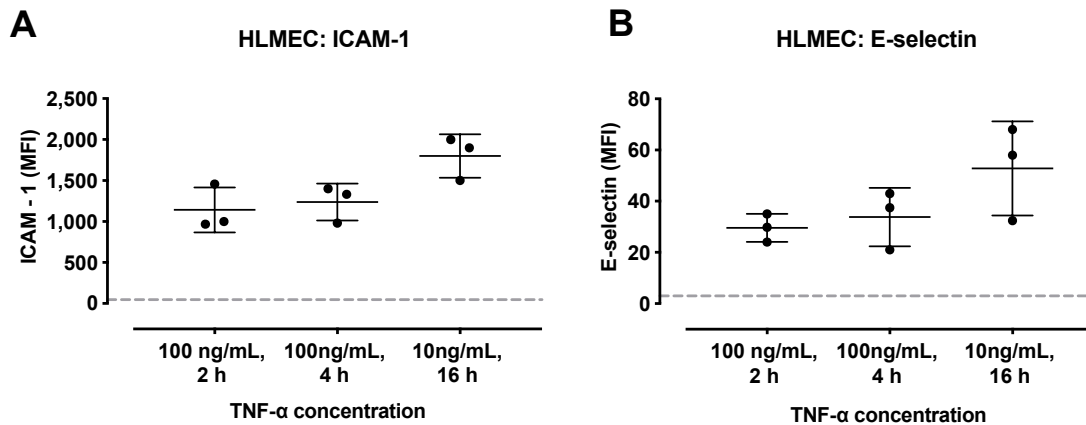 A
HLMEC: ICAM-1
ICAM - 1 (MFI)
2,500
2,000
1,500
1,000
500
0
100 ng/mL,
2 h
100ng/mL,
4 h
10ng/mL,
16 h
TNF-α concentration
B
HLMEC: E-selectin
E-selectin (MFI)
80
60
40
20
0
100 ng/mL,
2 h
100ng/mL,
4 h
10ng/mL,
16 h
TNF-α concentration